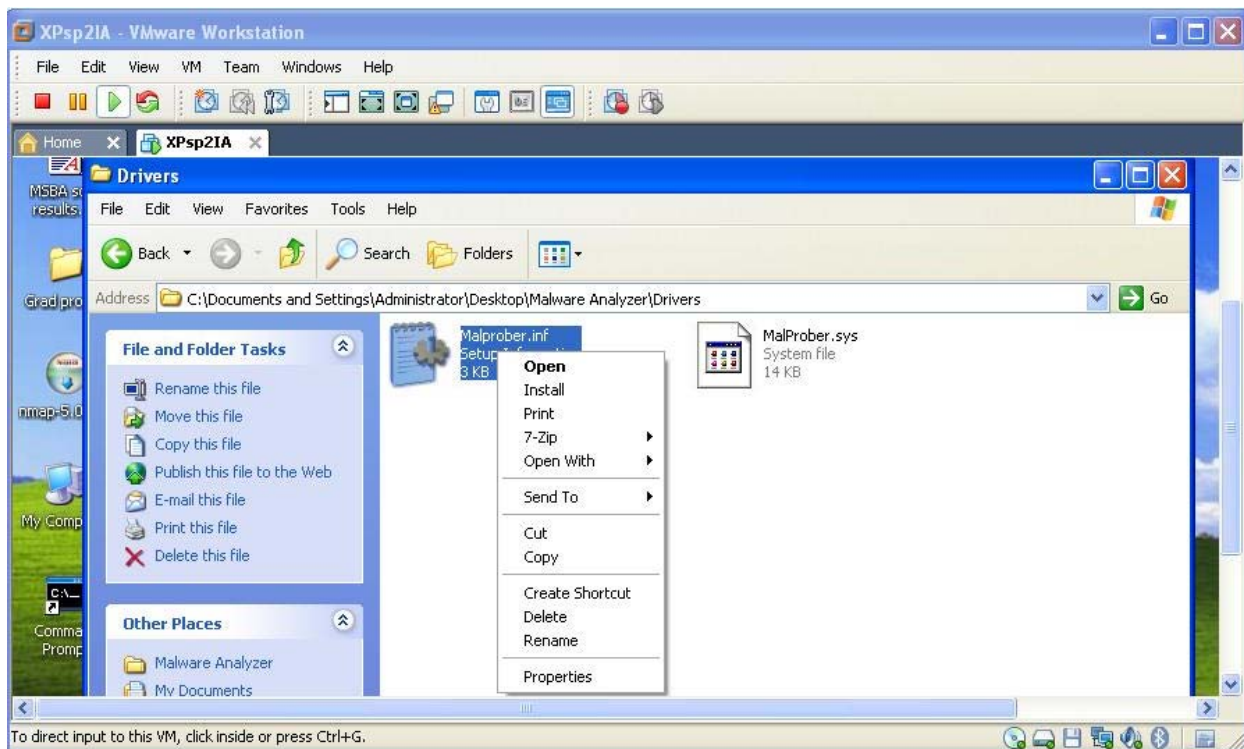 XPsp2IA - VMware Workstation
File Edit View VM Team Windows Help
Home XPsp2IA
MSBA
results.
Grad pro
nmap-5.0
My Comp
C:\
Comma
Promp
Drivers
File Edit View Favorites Tools Help
Back Search Folders
Address C:\Documents and Settings\Administrator\Desktop\Malware Analyzer\Drivers Go
File and Folder Tasks
Rename this file
Move this file
Copy this file
Publish this file to the Web
E-mail this file
Print this file
Delete this file
Other Places
Malware Analyzer
My Documents
Malprober.inf
Setup
3 KB
MalProber.sys
System file
14 KB
Open
Install
Print
7-Zip
Open With
Send To
Cut
Copy
Create Shortcut
Delete
Rename
Properties
To direct input to this VM, click inside or press Ctrl+G.